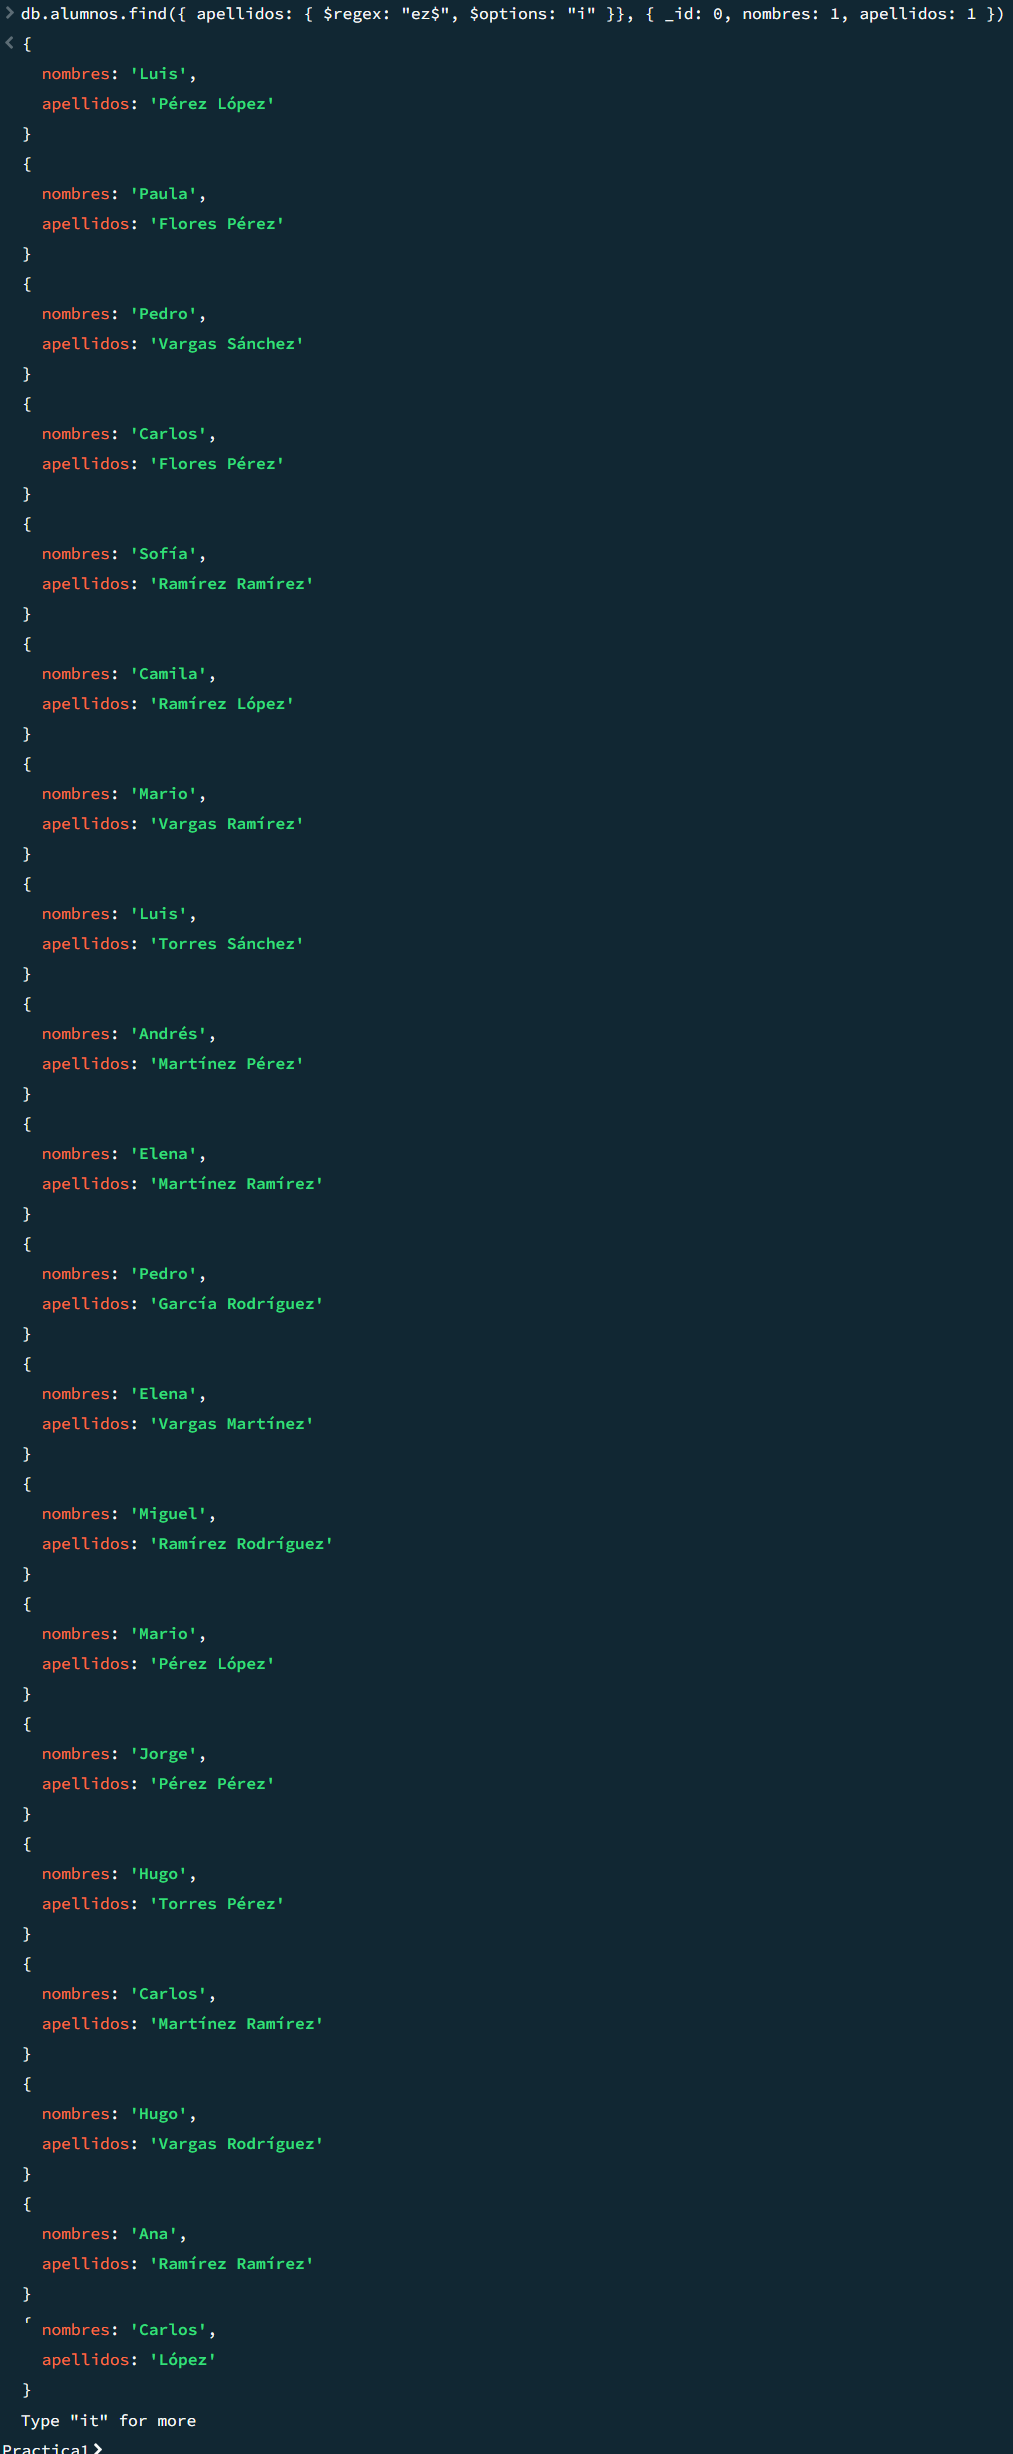 > db.alumnos.find({ apellidos: { $regex: "ez$", $options: "i" }}, { _id: 0, nombres: 1, apellidos: 1 })
< {
nombres: 'Luis',
apellidos: 'Pérez López'
}
{
nombres: 'Paula',
apellidos: 'Flores Pérez'
}
{
nombres: 'Pedro',
apellidos: 'Vargas Sánchez'
}
{
nombres: 'Carlos',
apellidos: 'Flores Pérez'
}
{
nombres: 'Sofía',
apellidos: 'Ramírez Ramírez'
}
{
nombres: 'Camila',
apellidos: 'Ramírez López'
}
{
nombres: 'Mario',
apellidos: 'Vargas Ramírez'
}
{
nombres: 'Luis',
apellidos: 'Torres Sánchez'
}
{
nombres: 'Andrés',
apellidos: 'Martínez Pérez'
}
{
nombres: 'Elena',
apellidos: 'Martínez Ramírez'
}
{
nombres: 'Pedro',
apellidos: 'García Rodríguez'
}
{
nombres: 'Elena',
apellidos: 'Vargas Martínez'
}
{
nombres: 'Miguel',
apellidos: 'Ramírez Rodríguez'
}
{
nombres: 'Mario',
apellidos: 'Pérez López'
}
{
nombres: 'Jorge',
apellidos: 'Pérez Pérez'
}
{
nombres: 'Hugo',
apellidos: 'Torres Pérez'
}
{
nombres: 'Carlos',
apellidos: 'Martínez Ramírez'
}
{
nombres: 'Hugo',
apellidos: 'Vargas Rodríguez'
}
{
nombres: 'Ana',
apellidos: 'Ramírez Ramírez'
}
{
nombres: 'Carlos',
apellidos: 'López'
}
Type "it" for more
Practica1>